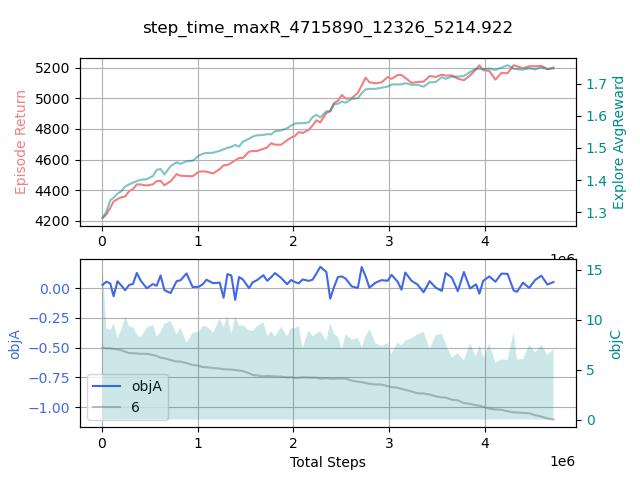 step_time_maxR_4715890_12326_5214.922
5200
5000
4800
4600
4400
4200
Episode Return
1.7
1.6
1.5
1.4
1.3
Explore AvgReward
0 1 2 3 4
0.00
−0.25
−0.50
−0.75
−1.00
objA
15
10
5
0
objC
objA
6
0 1 2 3 4
Total Steps
1e6